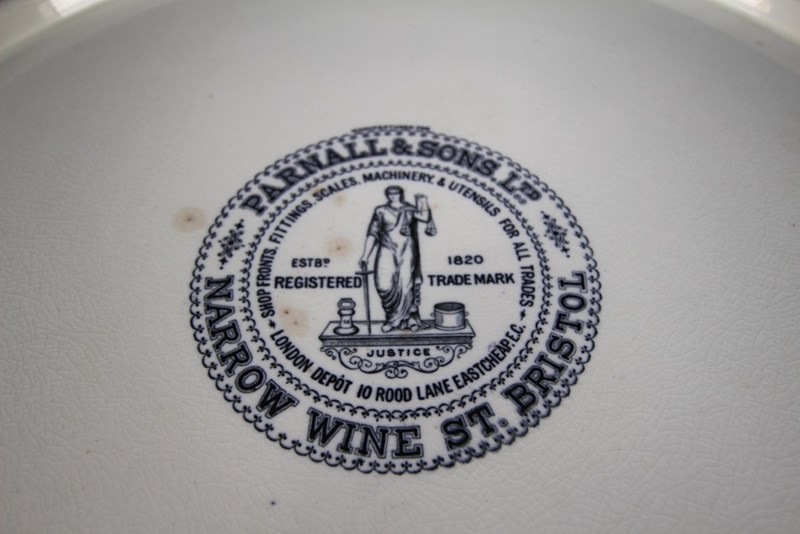 PARNALL & SONS, LTD
NARROW WINE ST. BRISTOL
SHOP FRONTS, FITTINGS, SCALES, MACHINERY, & UTENSILS FOR ALL TRADES
LONDON DEPÔT 10 ROOD LANE EASTCHEAP. E.C.
ESTBD 1820
REGISTERED TRADE MARK
JUSTICE